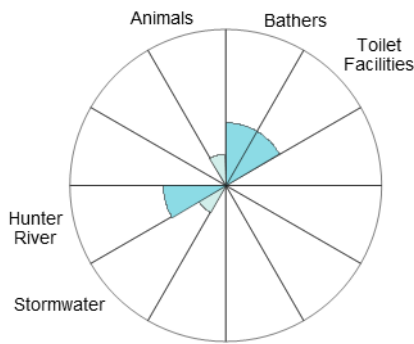 Animals
Bathers
Toilet
Facilities
Hunter
River
Stormwater